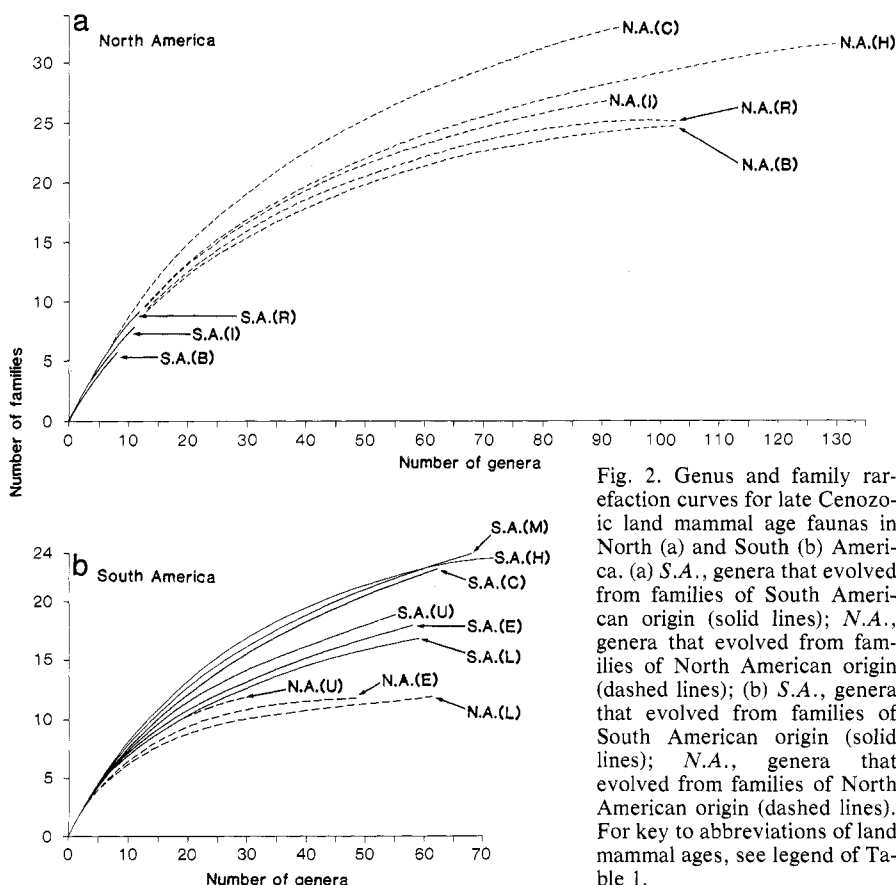 a
North America
N.A.(C)
N.A.(H)
N.A.(I)
N.A.(R)
N.A.(B)
S.A.(R)
S.A.(I)
S.A.(B)
30
25
20
15
10
5
0
0 10 20 30 40 50 60 70 80 90 100 110 120 130
Number of genera
Number of families
b
South America
S.A.(M)
S.A.(H)
S.A.(C)
S.A.(U)
S.A.(E)
S.A.(L)
N.A.(U)
N.A.(E)
N.A.(L)
24
20
15
10
5
0
0 10 20 30 40 50 60 70
Number of genera
Fig. 2. Genus and family rar-
efaction curves for late Cenozo-
ic land mammal age faunas in
North (a) and South (b) Ameri-
ca. (a) S.A., genera that evolved
from families of South Ameri-
can origin (solid lines); N.A.,
genera that evolved from fam-
ilies of North American origin
(dashed lines); (b) S.A., genera
that evolved from families of
South American origin (solid
lines); N.A., genera that
evolved from families of North
American origin (dashed lines).
For key to abbreviations of land
mammal ages, see legend of Ta-
ble 1.